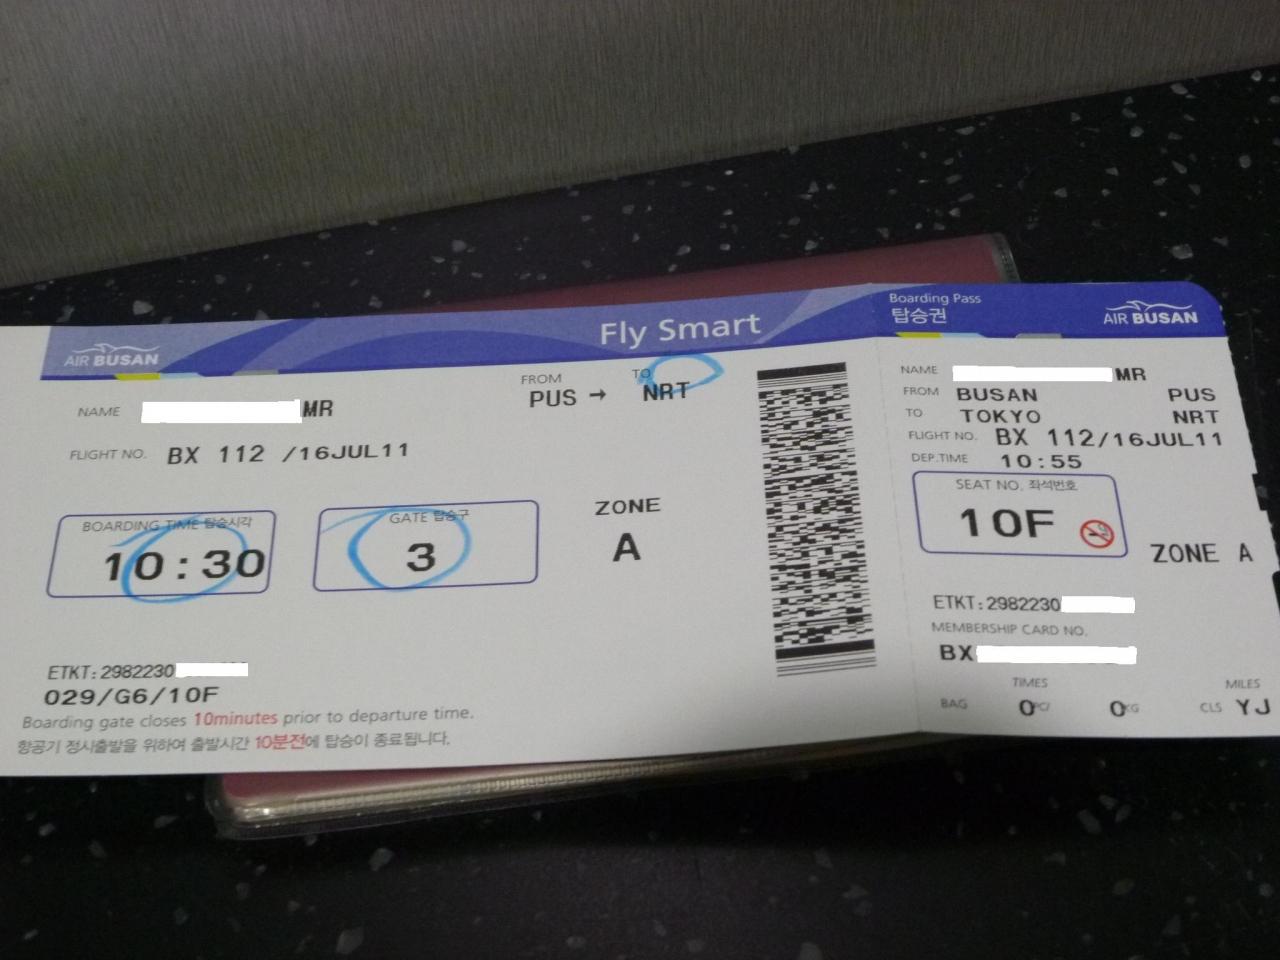 AIR BUSAN
Fly Smart
NAME MR
FROM TO
PUS → NRT
FLIGHT NO. BX 112 /16JUL11
BOARDING TIME 탑승시각
10:30
GATE 탑승구
3
ZONE
A
ETKT:2982230
029/G6/10F
Boarding gate closes 10minutes prior to departure time.
항공기 정시출발을 위하여 출발시간 10분전에 탑승이 종료됩니다.
Boarding Pass
탑승권
AIR BUSAN
NAME MR
FROM BUSAN PUS
TO TOKYO NRT
FLIGHT NO. BX 112/16JUL11
DEP.TIME 10:55
SEAT NO. 좌석번호
10F
ZONE A
ETKT:2982230
MEMBERSHIP CARD NO.
BX
TIMES MILES
BAG 0PC/ 0KG CLS YJ